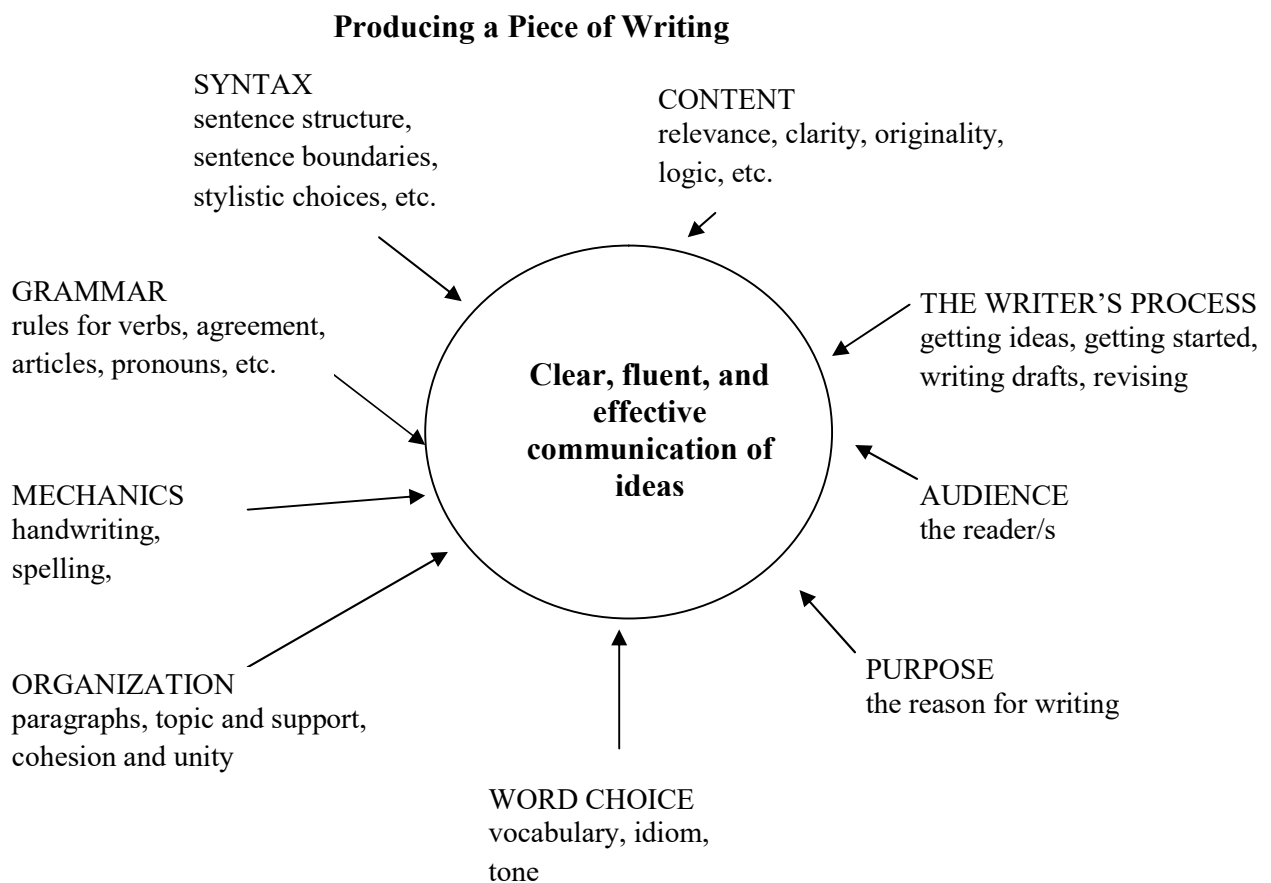 Producing a Piece of Writing
SYNTAX
sentence structure,
sentence boundaries,
stylistic choices, etc.
CONTENT
relevance, clarity, originality,
logic, etc.
GRAMMAR
rules for verbs, agreement,
articles, pronouns, etc.
THE WRITER’S PROCESS
getting ideas, getting started,
writing drafts, revising
Clear, fluent, and
effective
communication of
ideas
MECHANICS
handwriting,
spelling,
AUDIENCE
the reader/s
ORGANIZATION
paragraphs, topic and support,
cohesion and unity
PURPOSE
the reason for writing
WORD CHOICE
vocabulary, idiom,
tone